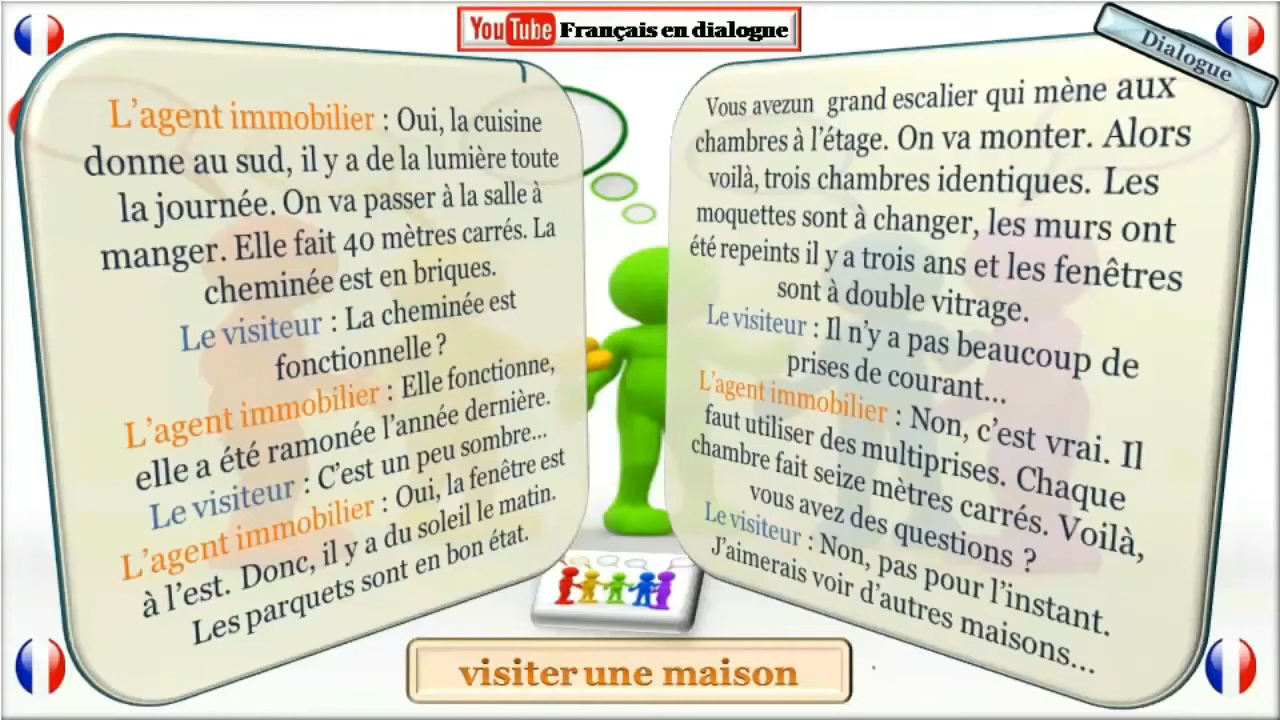 YouTube Français en dialogue
Dialogue
L'agent immobilier : Oui, la cuisine
donne au sud, il y a de la lumière toute
la journée. On va passer à la salle à
manger. Elle fait 40 mètres carrés. La
cheminée est en briques.
Le visiteur : La cheminée est
fonctionnelle ?
L'agent immobilier : Elle fonctionne,
elle a été ramonée l'année dernière.
Le visiteur : C'est un peu sombre...
L'agent immobilier : Oui, la fenêtre est
à l'est. Donc, il y a du soleil le matin.
Les parquets sont en bon état.
Vous avezun grand escalier qui mène aux
chambres à l'étage. On va monter. Alors
voilà, trois chambres identiques. Les
moquettes sont à changer, les murs ont
été repeints il y a trois ans et les fenêtres
sont à double vitrage.
Le visiteur : Il n'y a pas beaucoup de
prises de courant...
L'agent immobilier : Non, c'est vrai. Il
faut utiliser des multiprises. Chaque
chambre fait seize mètres carrés. Voilà,
vous avez des questions ?
Le visiteur : Non, pas pour l'instant.
J'aimerais voir d'autres maisons...
visiter une maison